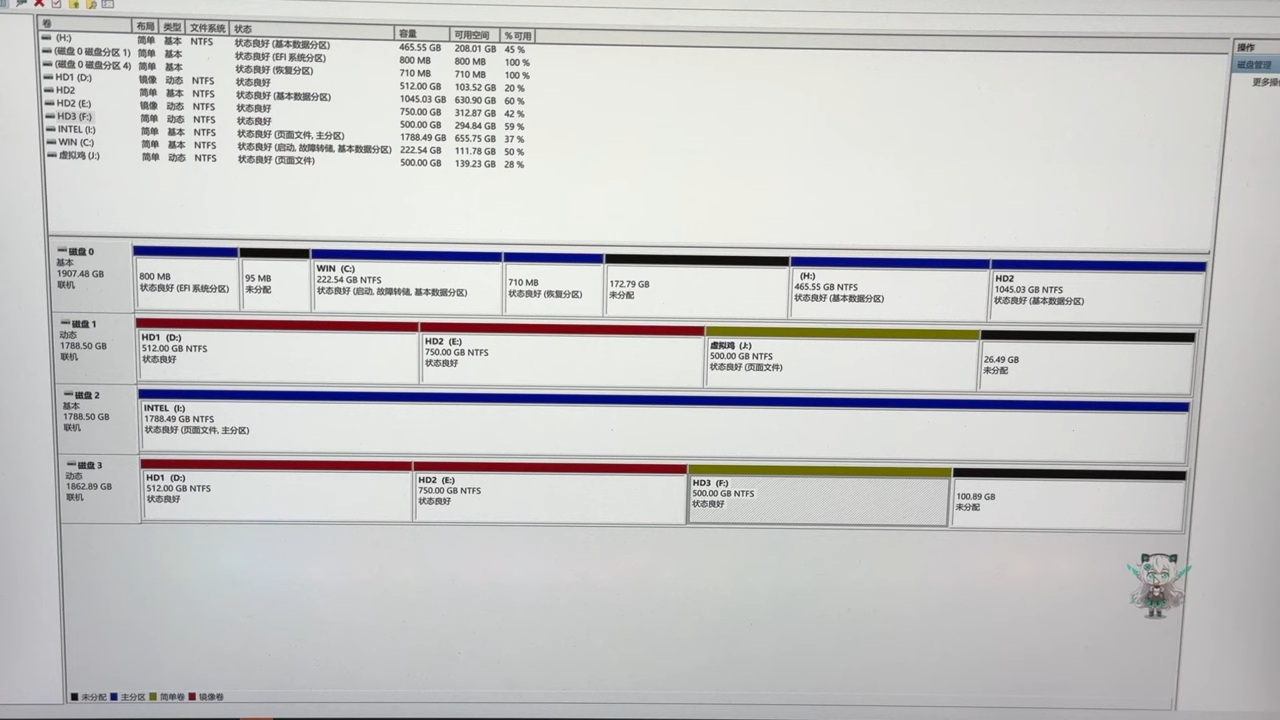 卷 布局 类型 文件系统 状态 容量 可用空间 % 可用
(H:) 简单 基本 NTFS 状态良好 (基本数据分区) 465.55 GB 208.01 GB 45 %
(磁盘 0 磁盘分区 1) 简单 基本 状态良好 (EFI 系统分区) 800 MB 800 MB 100 %
(磁盘 0 磁盘分区 4) 简单 基本 状态良好 (恢复分区) 710 MB 710 MB 100 %
HD1 (D:) 镜像 动态 NTFS 状态良好 512.00 GB 103.52 GB 20 %
HD2 简单 基本 NTFS 状态良好 (基本数据分区) 1045.03 GB 630.90 GB 60 %
HD2 (E:) 镜像 动态 NTFS 状态良好 750.00 GB 312.87 GB 42 %
HD3 (F:) 简单 动态 NTFS 状态良好 500.00 GB 294.84 GB 59 %
INTEL (I:) 简单 基本 NTFS 状态良好 (页面文件, 主分区) 1788.49 GB 655.75 GB 37 %
WIN (C:) 简单 基本 NTFS 状态良好 (启动, 故障转储, 基本数据分区) 222.54 GB 111.78 GB 50 %
虚拟鸡 (J:) 简单 动态 NTFS 状态良好 (页面文件) 500.00 GB 139.23 GB 28 %
操作
磁盘管理
更多操
磁盘 0
基本
1907.48 GB
联机
800 MB
状态良好 (EFI 系统分区)
95 MB
未分配
WIN (C:)
222.54 GB NTFS
状态良好 (启动, 故障转储, 基本数据分区)
710 MB
状态良好 (恢复分区)
172.79 GB
未分配
(H:)
465.55 GB NTFS
状态良好 (基本数据分区)
HD2
1045.03 GB NTFS
状态良好 (基本数据分区)
磁盘 1
动态
1788.50 GB
联机
HD1 (D:)
512.00 GB NTFS
状态良好
HD2 (E:)
750.00 GB NTFS
状态良好
虚拟鸡 (J:)
500.00 GB NTFS
状态良好 (页面文件)
26.49 GB
未分配
磁盘 2
基本
1788.50 GB
联机
INTEL (I:)
1788.49 GB NTFS
状态良好 (页面文件, 主分区)
磁盘 3
动态
1862.89 GB
联机
HD1 (D:)
512.00 GB NTFS
状态良好
HD2 (E:)
750.00 GB NTFS
状态良好
HD3 (F:)
500.00 GB NTFS
状态良好
100.89 GB
未分配
未分配 主分区 简单卷 镜像卷